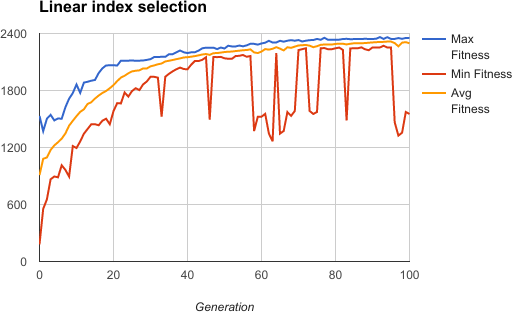 Linear index selection
2400
1800
1200
600
0
0
20
40
60
80
100
Generation
Max
Fitness
Min Fitness
Avg
Fitness